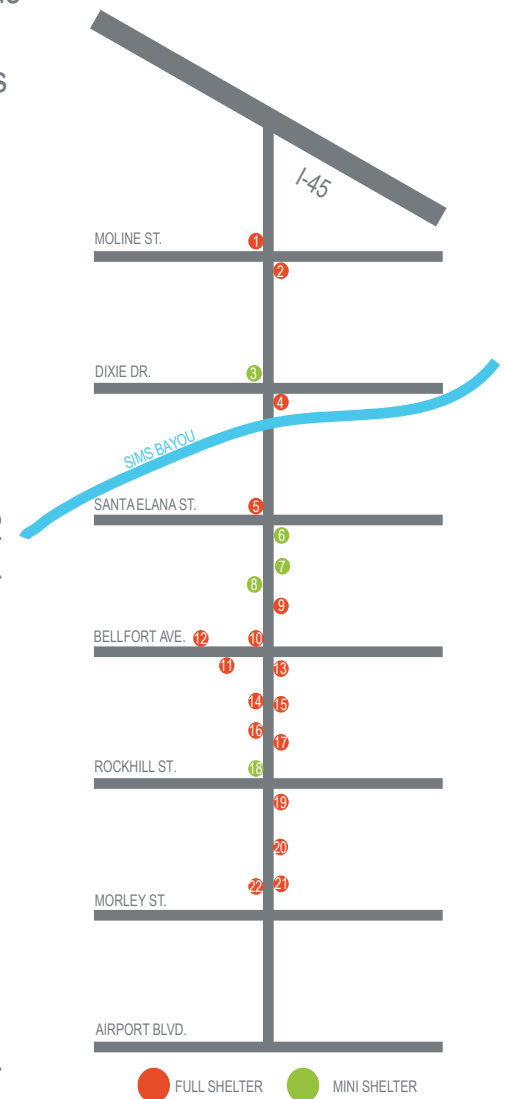 I-45
MOLINE ST.
1
2
DIXIE DR.
3
4
SIMS BAYOU
SANTA ELANA ST.
5
6
7
8
9
BELLFORT AVE. 12 10
11
13
14
15
16
17
ROCKHILL ST.
18
19
20
22
21
MORLEY ST.
AIRPORT BLVD.
FULL SHELTER
MINI SHELTER